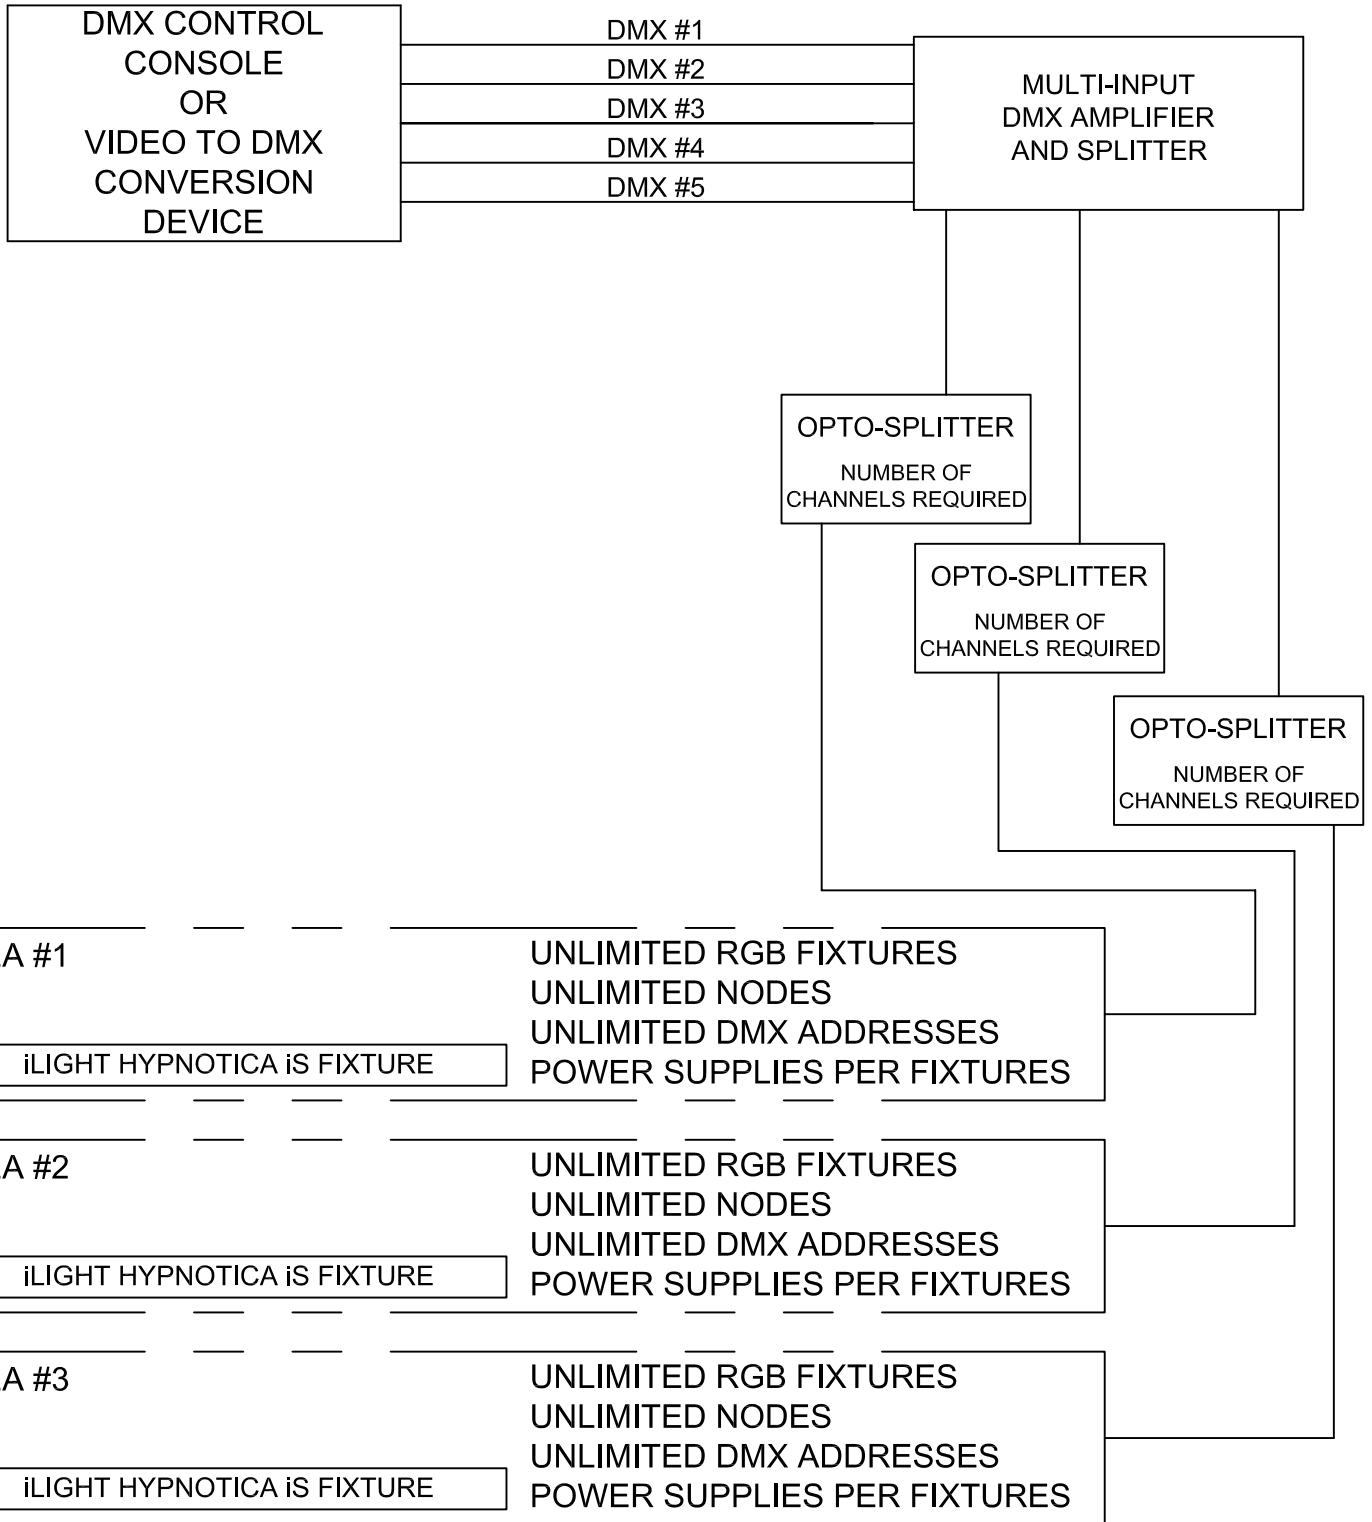 DMX CONTROL
CONSOLE
OR
VIDEO TO DMX
CONVERSION
DEVICE
DMX #1
DMX #2
DMX #3
DMX #4
DMX #5
MULTI-INPUT
DMX AMPLIFIER
AND SPLITTER
OPTO-SPLITTER
NUMBER OF
CHANNELS REQUIRED
OPTO-SPLITTER
NUMBER OF
CHANNELS REQUIRED
OPTO-SPLITTER
NUMBER OF
CHANNELS REQUIRED
A #1
UNLIMITED RGB FIXTURES
UNLIMITED NODES
UNLIMITED DMX ADDRESSES
POWER SUPPLIES PER FIXTURES
iLIGHT HYPNOTICA iS FIXTURE
A #2
UNLIMITED RGB FIXTURES
UNLIMITED NODES
UNLIMITED DMX ADDRESSES
POWER SUPPLIES PER FIXTURES
iLIGHT HYPNOTICA iS FIXTURE
A #3
UNLIMITED RGB FIXTURES
UNLIMITED NODES
UNLIMITED DMX ADDRESSES
POWER SUPPLIES PER FIXTURES
iLIGHT HYPNOTICA iS FIXTURE